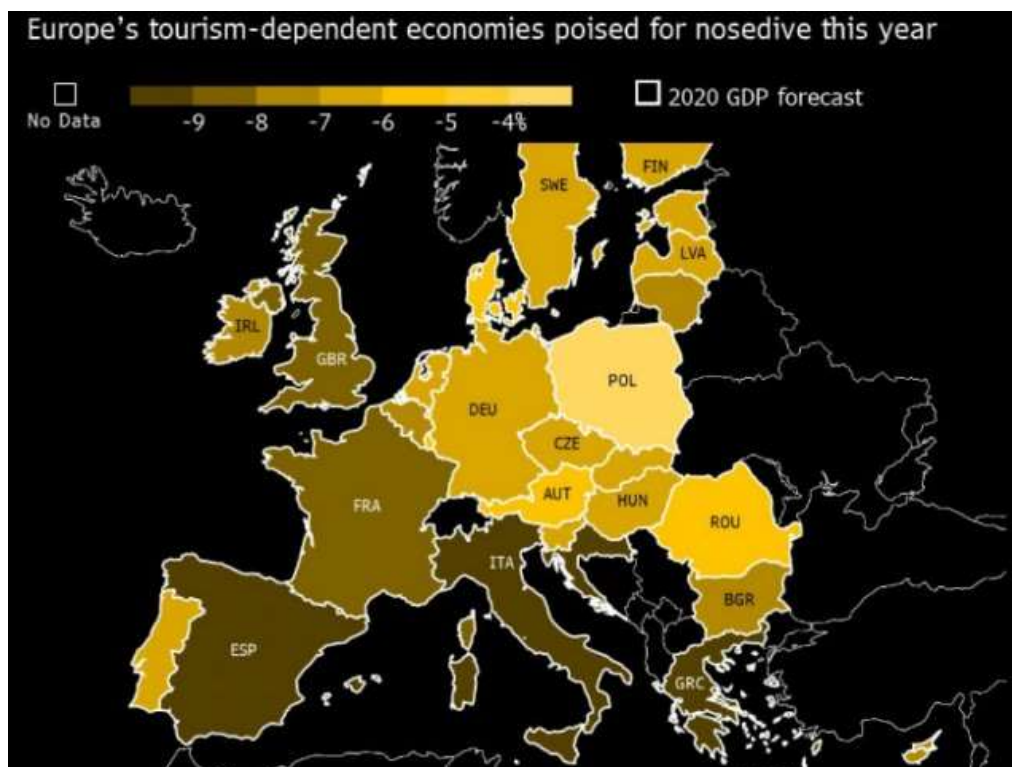 Europe's tourism-dependent economies poised for nosedive this year
No Data
-9 -8 -7 -6 -5 -4%
2020 GDP forecast
FIN
SWE
LVA
IRL
GBR
POL
DEU
CZE
AUT
HUN
FRA
ROU
ITA
BGR
ESP
GRC